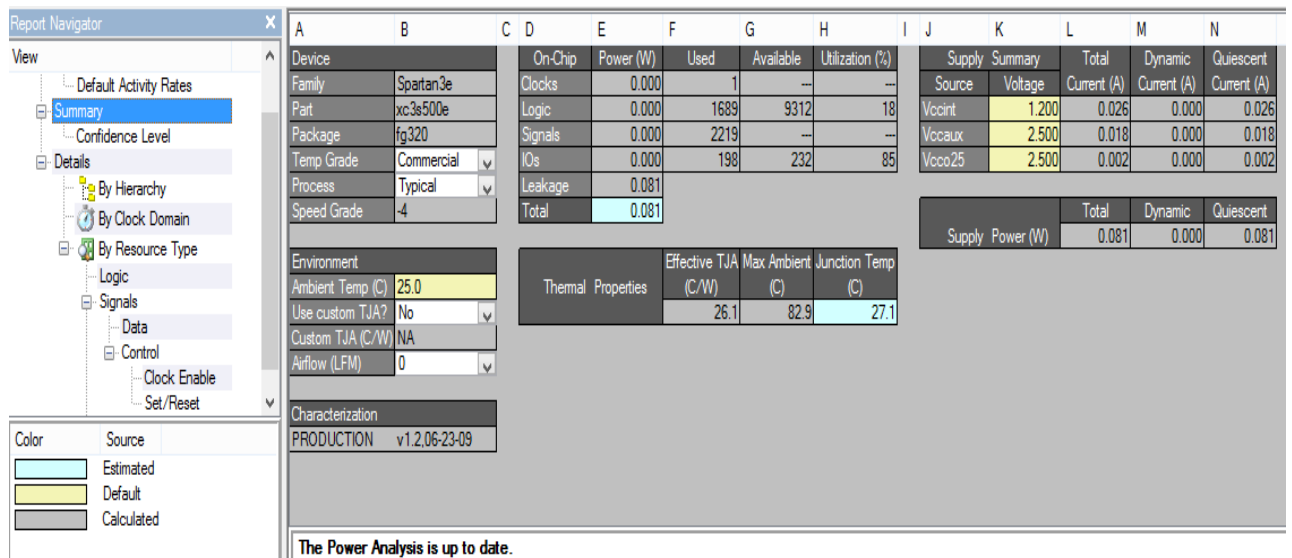 Report Navigator X
View
Default Activity Rates
Summary
Confidence Level
Details
By Hierarchy
By Clock Domain
By Resource Type
Logic
Signals
Data
Control
Clock Enable
Set/Reset
Color Source
Estimated
Default
Calculated
A B C D E F G H I J K L M N
Device
Family Spartan3e
Part xc3s500e
Package fg320
Temp Grade Commercial
Process Typical
Speed Grade -4
Environment
Ambient Temp (C) 25.0
Use custom TJA? No
Custom TJA (C/W) NA
Airflow (LFM) 0
Characterization
PRODUCTION v1.2,06-23-09
On-Chip Power (W) Used Available Utilization (%)
Clocks 0.000 1 --- ---
Logic 0.000 1689 9312 18
Signals 0.000 2219 --- ---
IOs 0.000 198 232 85
Leakage 0.081
Total 0.081
Effective TJA Max Ambient Junction Temp
Thermal Properties (C/W) (C) (C)
26.1 82.9 27.1
Supply Summary Total Dynamic Quiescent
Source Voltage Current (A) Current (A) Current (A)
Vccint 1.200 0.026 0.000 0.026
Vccaux 2.500 0.018 0.000 0.018
Vcco25 2.500 0.002 0.000 0.002
Total Dynamic Quiescent
Supply Power (W) 0.081 0.000 0.081
The Power Analysis is up to date.